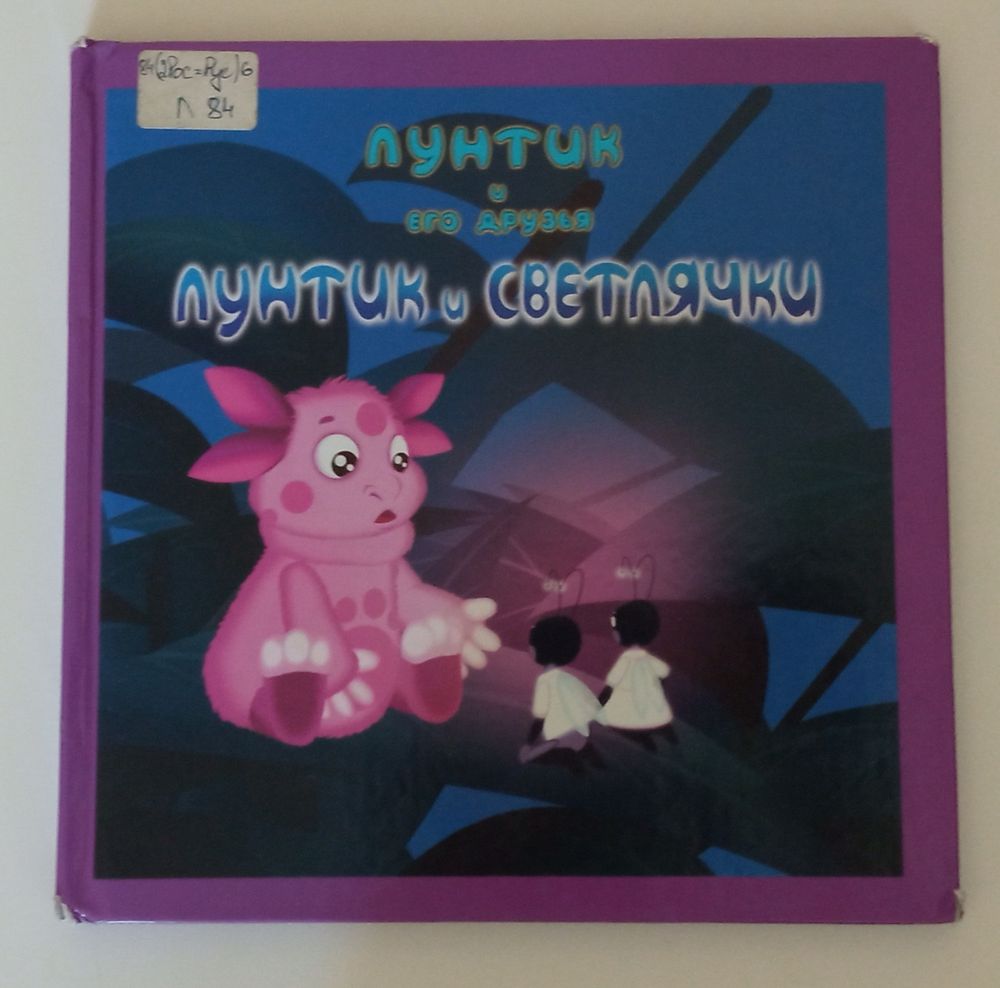 84(2Рос=Рус)6
Л 84
ЛУНТИК
и
его друзья
ЛУНТИК и СВЕТЛЯЧКИ